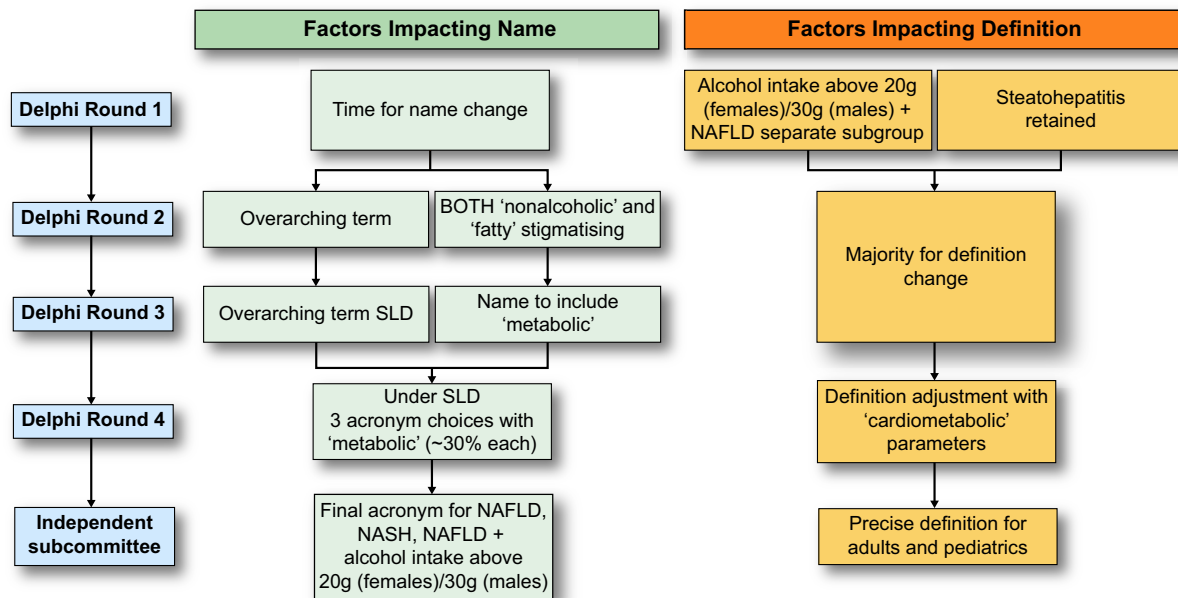 Factors Impacting Name
Factors Impacting Definition
Delphi Round 1
Time for name change
Alcohol intake above 20g
(females)/30g (males) +
NAFLD separate subgroup
Steatohepatitis
retained
Delphi Round 2
Overarching term
BOTH ‘nonalcoholic’ and
‘fatty’ stigmatising
Majority for definition
change
Delphi Round 3
Overarching term SLD
Name to include
‘metabolic’
Delphi Round 4
Under SLD
3 acronym choices with
‘metabolic’ (~30% each)
Definition adjustment with
‘cardiometabolic’
parameters
Independent
subcommittee
Final acronym for NAFLD,
NASH, NAFLD +
alcohol intake above
20g (females)/30g (males)
Precise definition for
adults and pediatrics